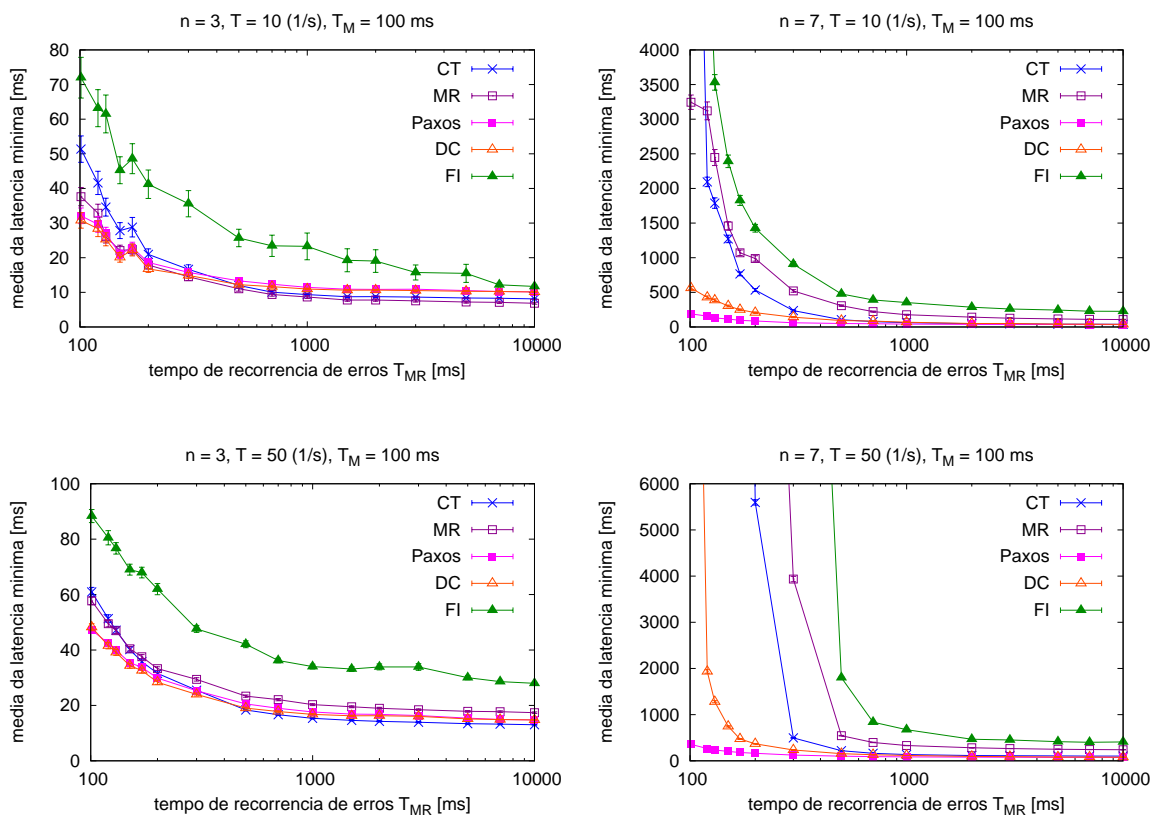 n = 3, T = 10 (1/s), T_M = 100 ms
media da latencia minima [ms]
80
70
60
50
40
30
20
10
0
CT
MR
Paxos
DC
FI
100
1000
10000
tempo de recorrencia de erros T_MR [ms]
n = 7, T = 10 (1/s), T_M = 100 ms
media da latencia minima [ms]
4000
3500
3000
2500
2000
1500
1000
500
0
CT
MR
Paxos
DC
FI
100
1000
10000
tempo de recorrencia de erros T_MR [ms]
n = 3, T = 50 (1/s), T_M = 100 ms
media da latencia minima [ms]
100
80
60
40
20
0
CT
MR
Paxos
DC
FI
100
1000
10000
tempo de recorrencia de erros T_MR [ms]
n = 7, T = 50 (1/s), T_M = 100 ms
media da latencia minima [ms]
6000
5000
4000
3000
2000
1000
0
CT
MR
Paxos
DC
FI
100
1000
10000
tempo de recorrencia de erros T_MR [ms]